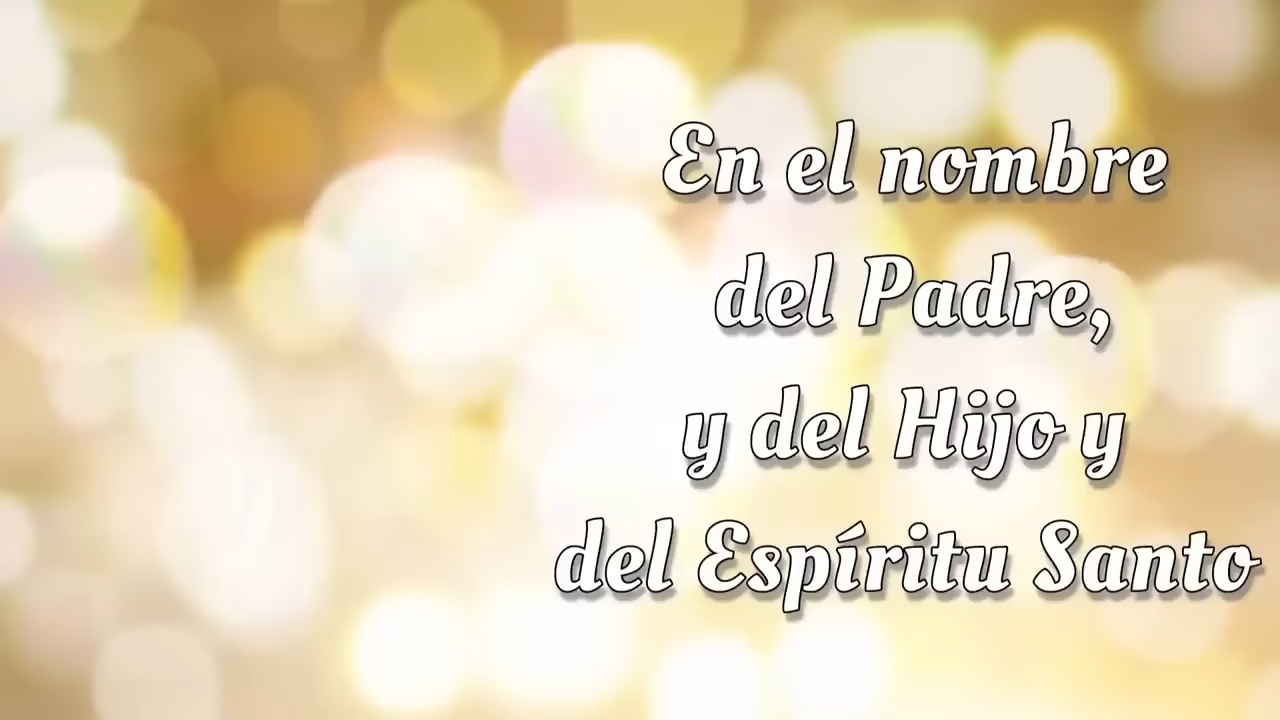 En el nombre
del Padre,
y del Hijo y
del Espíritu Santo